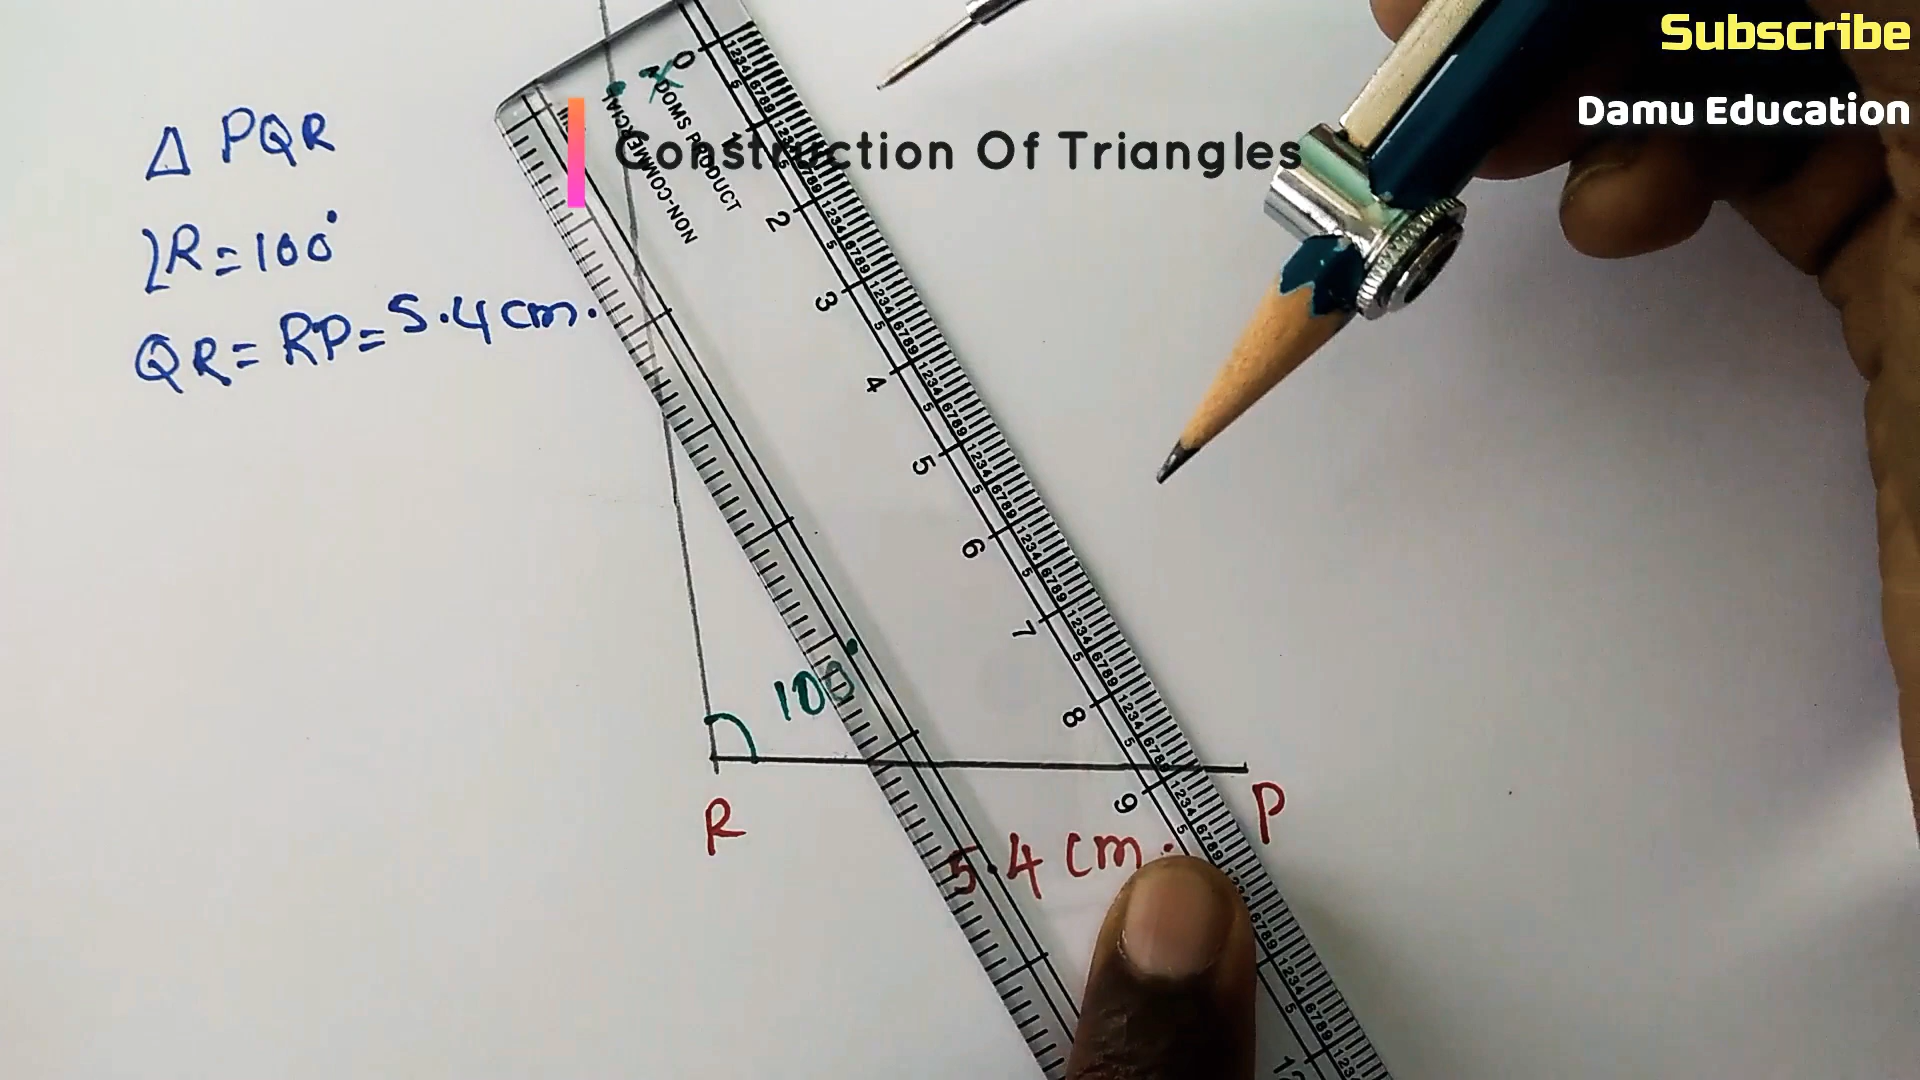 Subscribe
Damu Education
Construction Of Triangles
Δ PQR
∠R = 100°
QR = RP = 5.4 cm.
DOMS PRODUCT
NON-COMMERCIAL
0
1
2
3
4
5
6
7
8
9
12
100°
R
P
5.4 cm.